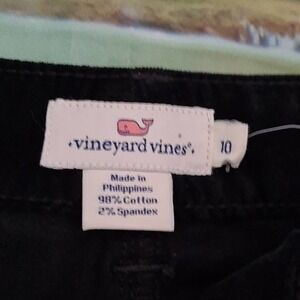 ·vineyard vines®·
10
Made in
Philippines
98% Cotton
2% Spandex